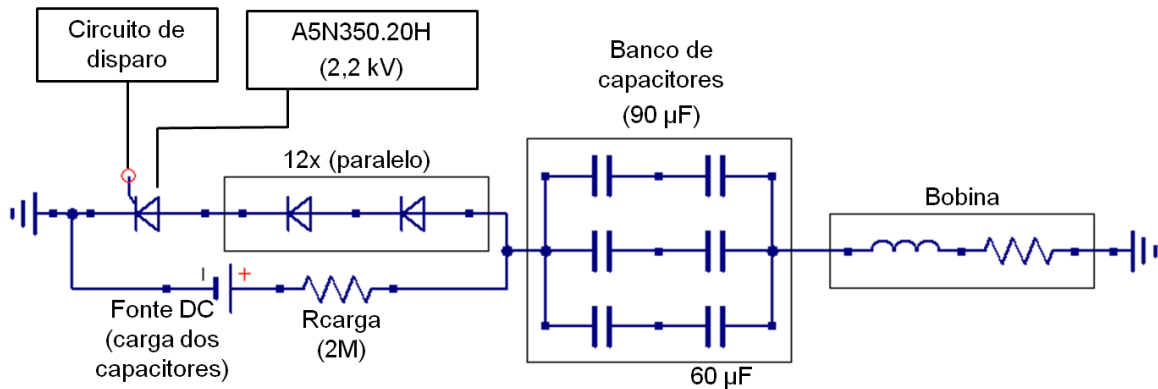 Circuito de
disparo
A5N350.20H
(2,2 kV)
Banco de
capacitores
(90 µF)
12x (paralelo)
Bobina
+
Fonte DC
(carga dos
capacitores)
Rcarga
(2M)
60 µF